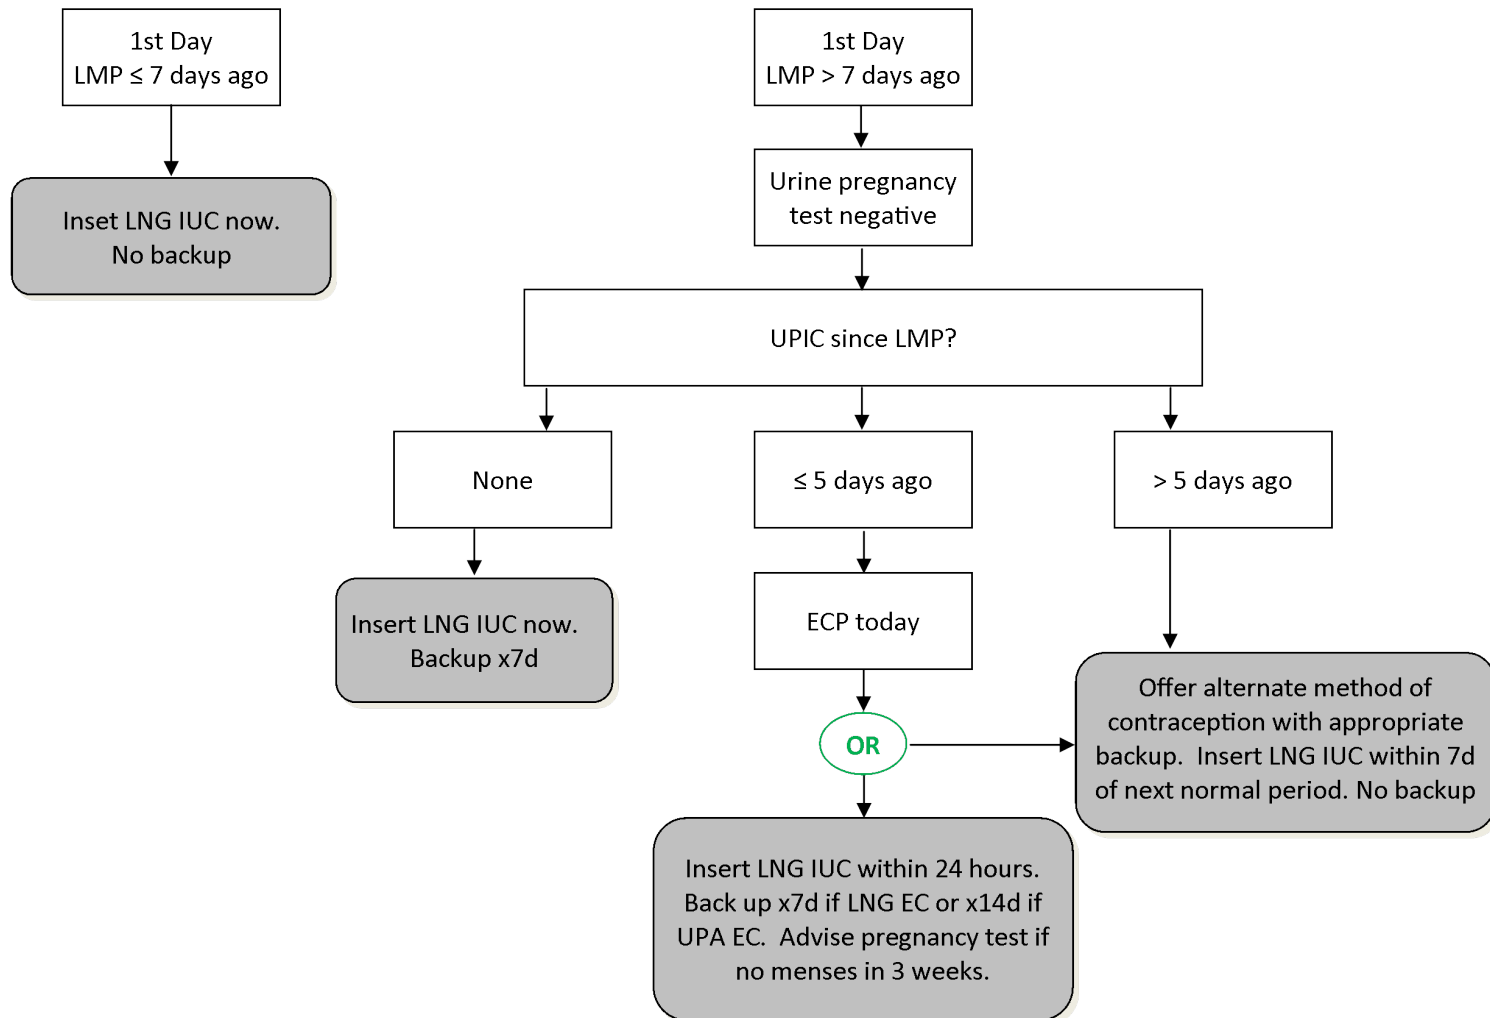 1st Day
LMP ≤ 7 days ago
Inset LNG IUC now.
No backup
1st Day
LMP > 7 days ago
Urine pregnancy
test negative
UPIC since LMP?
None
≤ 5 days ago
> 5 days ago
Insert LNG IUC now.
Backup x7d
ECP today
OR
Offer alternate method of
contraception with appropriate
backup. Insert LNG IUC within 7d
of next normal period. No backup
Insert LNG IUC within 24 hours.
Back up x7d if LNG EC or x14d if
UPA EC. Advise pregnancy test if
no menses in 3 weeks.